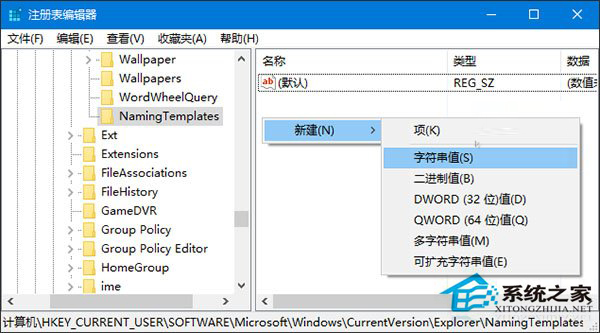 注册表编辑器
文件(F) 编辑(E) 查看(V) 收藏夹(A) 帮助(H)
Wallpaper
Wallpapers
WordWheelQuery
NamingTemplates
Ext
Extensions
FileAssociations
FileHistory
GameDVR
Group Policy
Group Policy Editor
HomeGroup
ime
名称 类型 数据
ab (默认) REG_SZ (数值未
新建(N)
项(K)
字符串值(S)
二进制值(B)
DWORD (32 位)值(D)
QWORD (64 位)值(Q)
多字符串值(M)
可扩充字符串值(E)
系统之家
XITONGZHIJIA.NET
计算机\HKEY_CURRENT_USER\SOFTWARE\Microsoft\Windows\CurrentVersion\Explorer\NamingTemplates